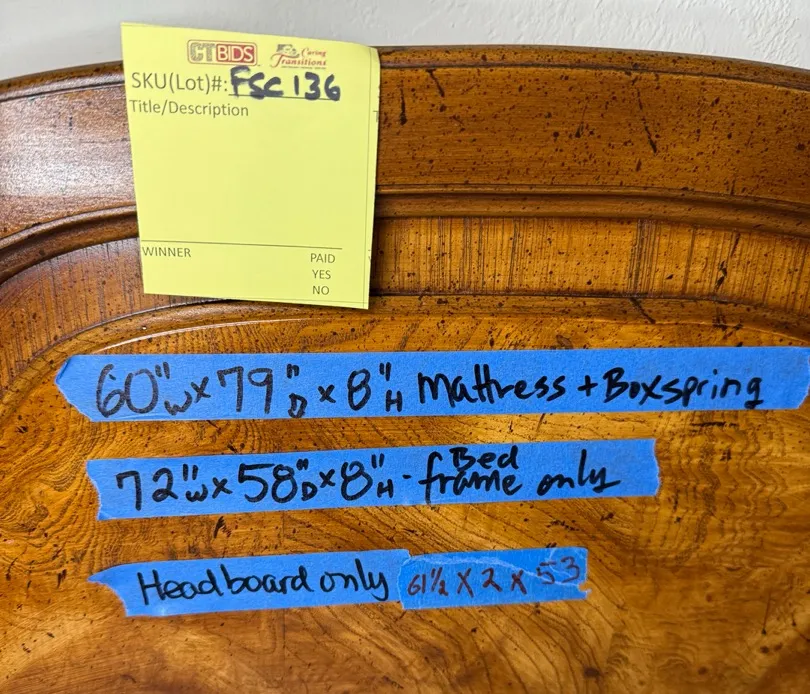 CTBIDS Caring Transitions
SKU(Lot)#: FSC 136
Title/Description
WINNER PAID
YES
NO
60"W x 79"D x 8"H Mattress + Boxspring
72"W x 58"D x 8"H - Bed frame only
Headboard only 61½ X 2 X 53